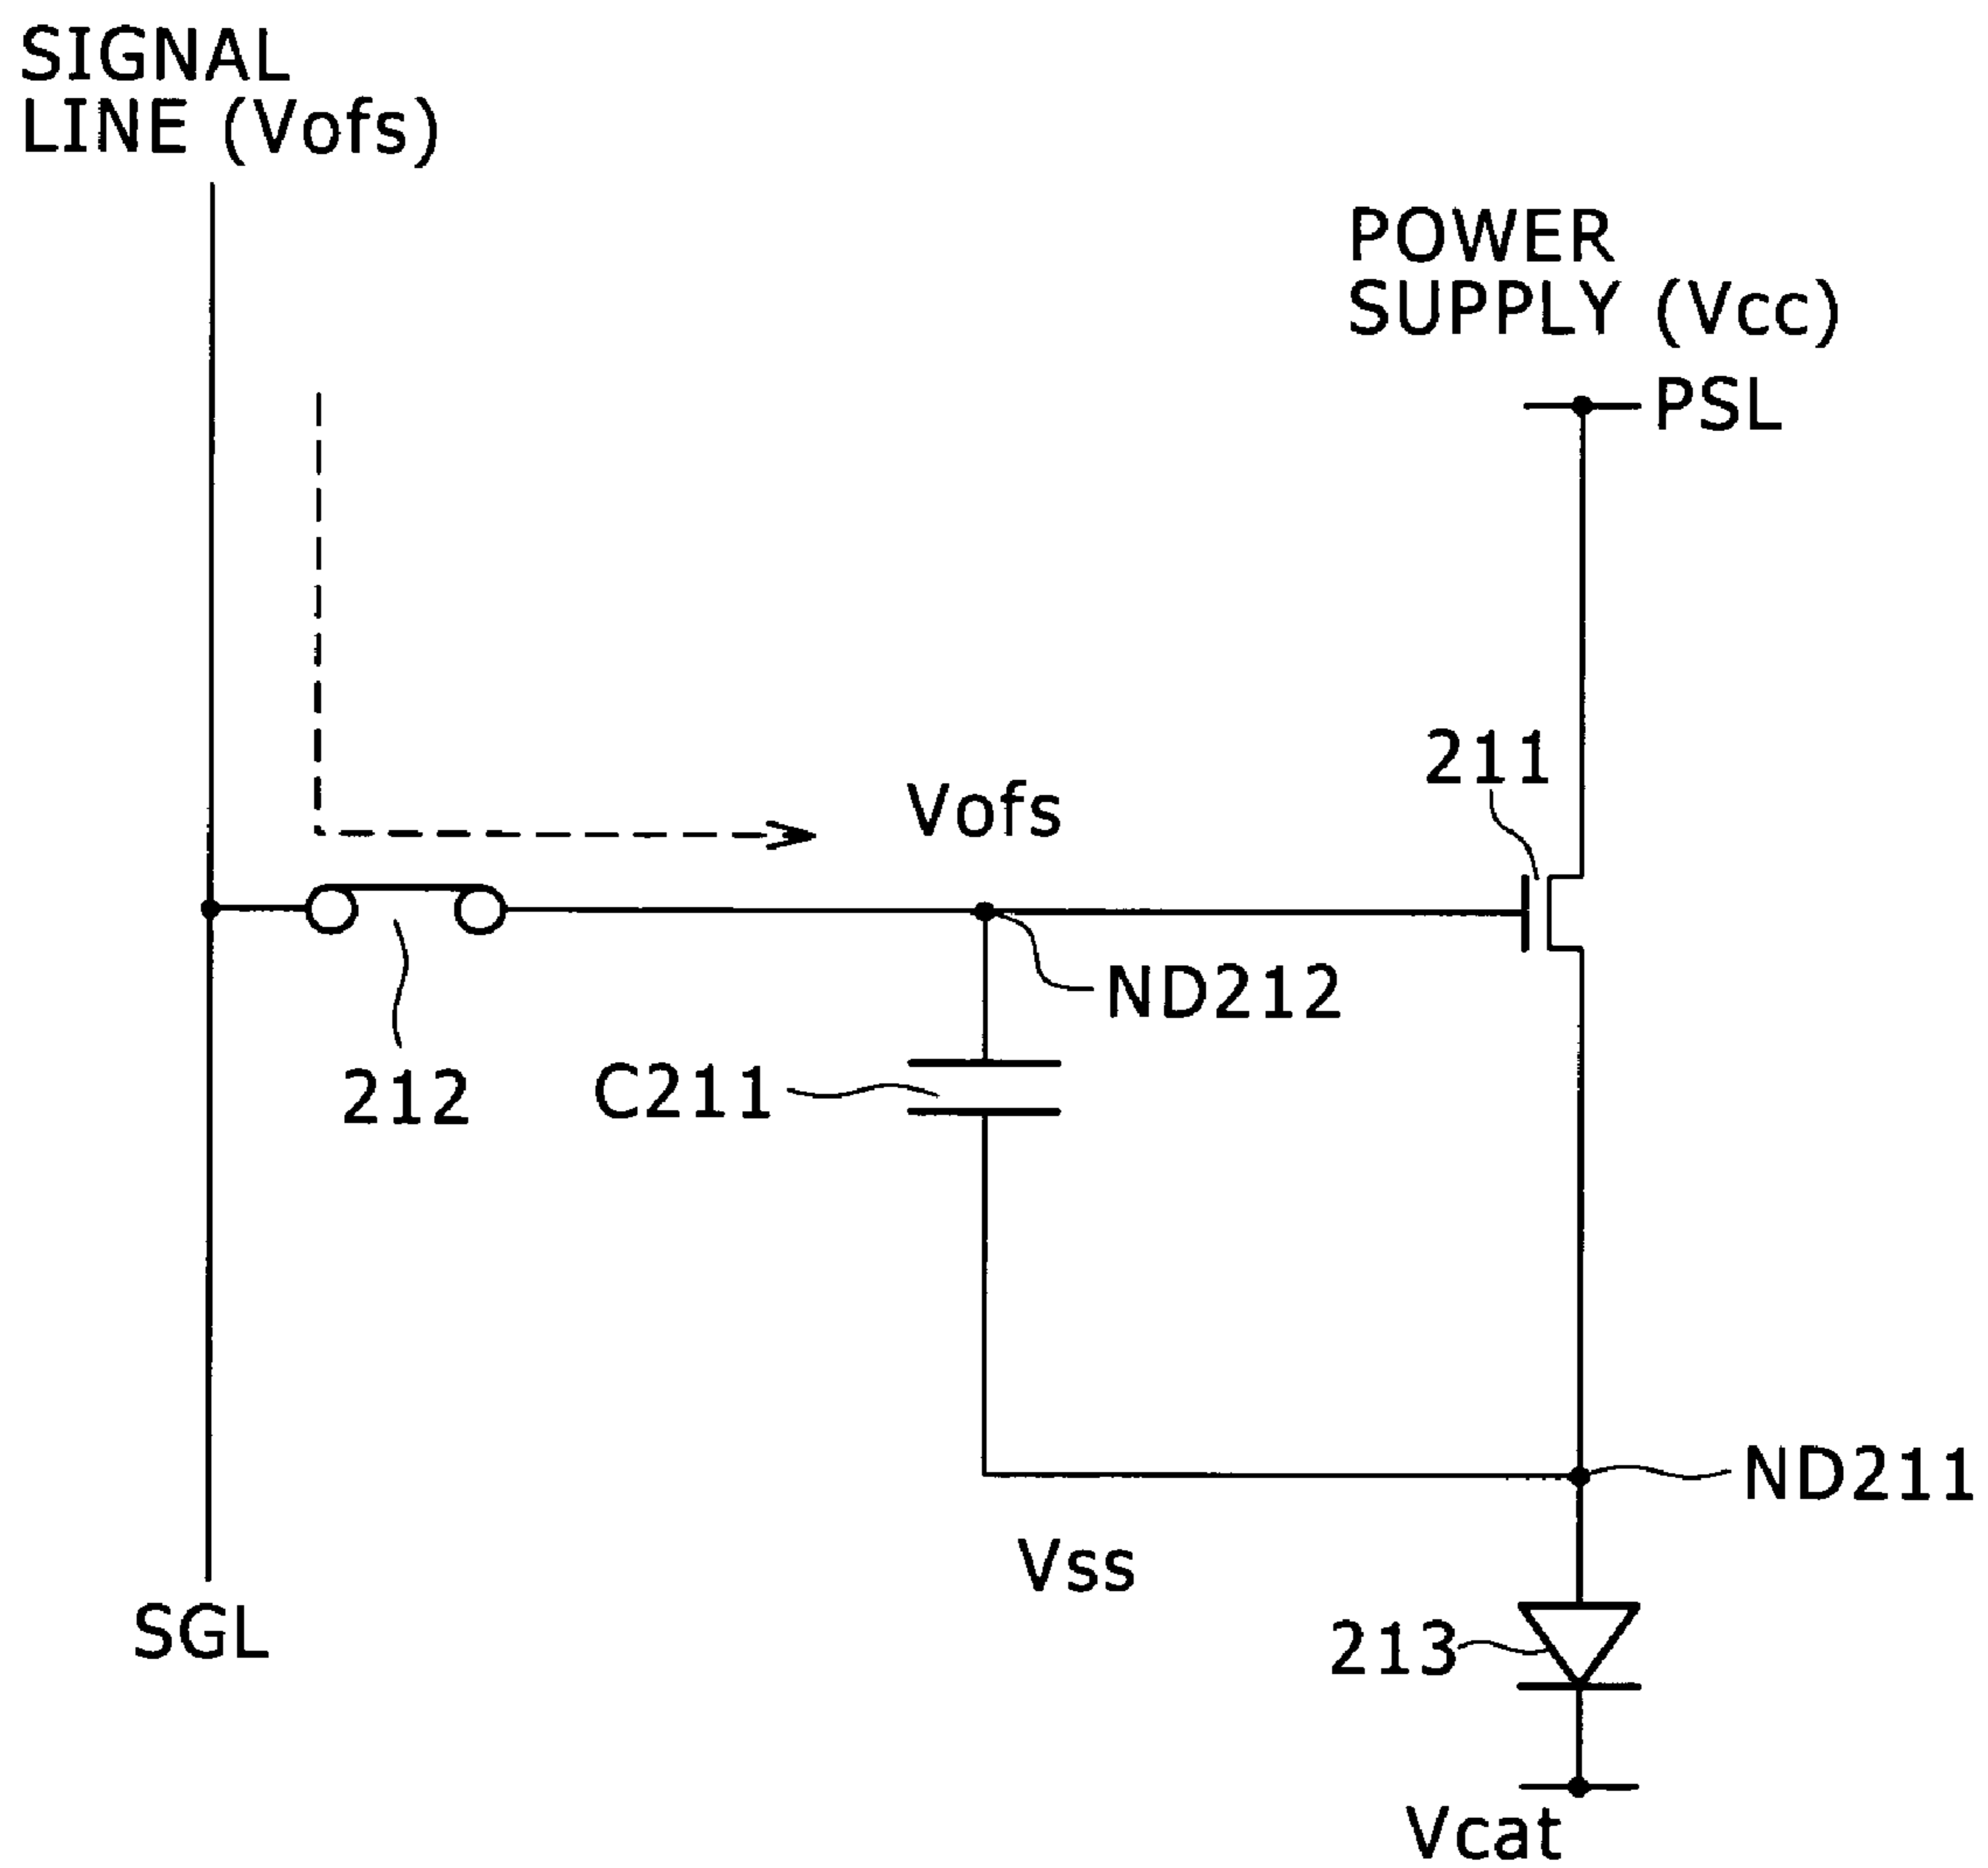 SIGNAL
LINE (Vofs)
POWER
SUPPLY (Vcc)
PSL
211
Vofs
ND212
212
C211
ND211
Vss
SGL
213
Vcat